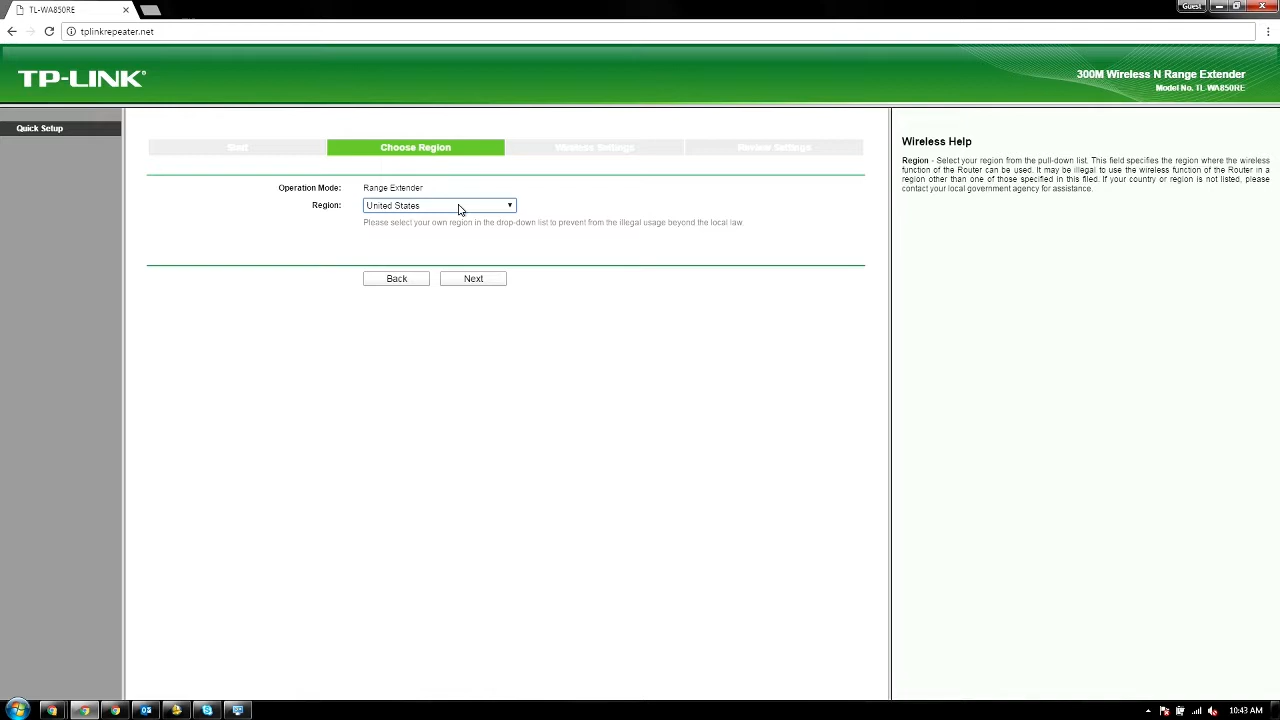 TL-WA850RE
Guest
tplinkrepeater.net
TP-LINK®
300M Wireless N Range Extender
Model No. TL-WA850RE
Quick Setup
Start
Choose Region
Wireless Settings
Review Settings
Operation Mode: Range Extender
Region: United States
Please select your own region in the drop-down list to prevent from the illegal usage beyond the local law.
Back
Next
Wireless Help
Region - Select your region from the pull-down list. This field specifies the region where the wireless
function of the Router can be used. It may be illegal to use the wireless function of the Router in a
region other than one of those specified in this filed. If your country or region is not listed, please
contact your local government agency for assistance.
10:43 AM